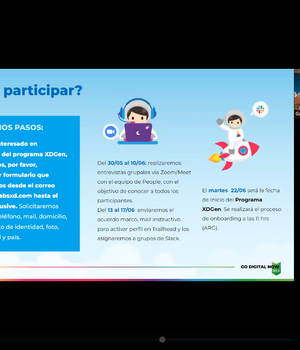 participar?
OS PASOS:
teresado en
del programa XDGen,
s, por favor,
r formulario que
es desde el correo
absxd.com hasta el
usive. Solicitaremos
léfono, mail, domicilio,
o de identidad, foto,
l y país.
Del 30/05 al 10/06: realizaremos
entrevistas grupales vía Zoom/Meet
con el equipo de People, con el
objetivo de conocer a todos los
participantes.
Del 13 al 17/06 enviaremos el
acuerdo marco, mail instructivo
para activar perfil en Trailhead y los
asignaremos a grupos de Slack.
El martes 22/06 será la fecha
de inicio del Programa
XDGen. Se realizará el proceso
de onboarding a las 11 hrs
(ARG).
GO DIGITAL NOW